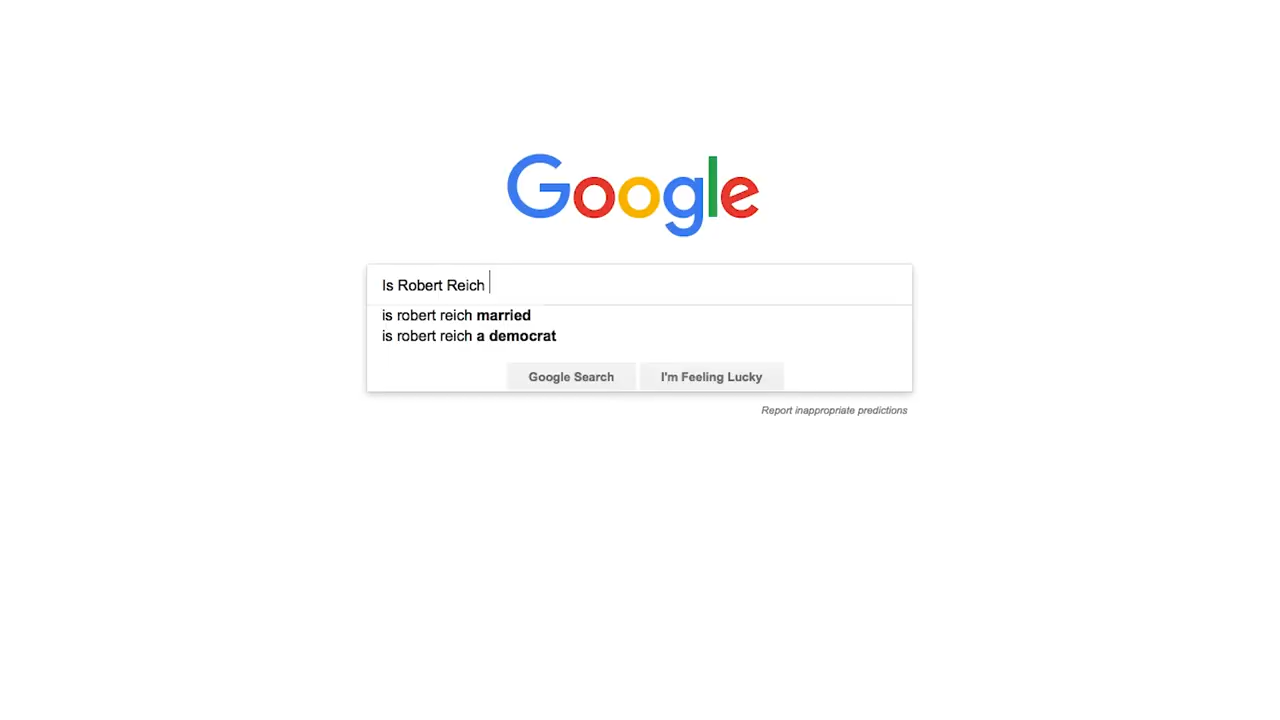 Google
Is Robert Reich
is robert reich married
is robert reich a democrat
Google Search
I'm Feeling Lucky
Report inappropriate predictions